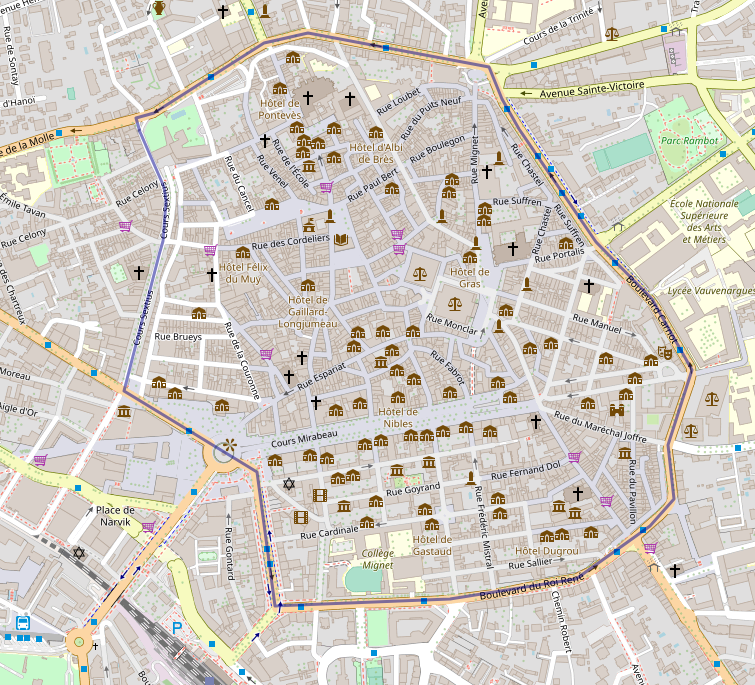 Cours de la Trinité
Rue de Sontay
d'Hanoï
Avenue Sainte-Victoire
Rue Loubet
Hôtel de
Pontevès
Rue du Puits Neuf
e de la Molle
Parc Rambot
Rue Boulegon
Rue Mignet
Hôtel d'Albi
de Brès
Rue de l'École
Rue Venel
Rue Chastel
Rue Paul Bert
Rue du Cancel
Rue Celony
Cours Sextius
Émile Tavan
Rue Suffren
Rue Chastel
Rue Suffren
École Nationale
Supérieure
des Arts
et Métiers
Rue Celony
Rue des Cordeliers
Rue Portalis
Hôtel Félix
du Muy
Hôtel de
Gras
e des Chartreux
Boulevard Carnot
Lycée Vauvenargues
Hôtel de
Gaillard-
Longjumeau
Cours Sextius
Rue Monclar
Rue Manuel
Rue Brueys
Rue de la Couronne
Rue Fabrot
Rue Espariat
Moreau
Aigle d'Or
Hôtel de
Nibles
Rue du Maréchal Joffre
Cours Mirabeau
Rue Fernand Dol
Rue du Pavillon
Rue Goyrand
Rue Frédéric Mistral
Place de
Narvik
Rue Cardinale
Rue Gontard
Hôtel de
Gastaud
Hôtel Dugrou
Collège
Mignet
Rue Sallier
Boulevard du Roi René
Chemin Robert
P